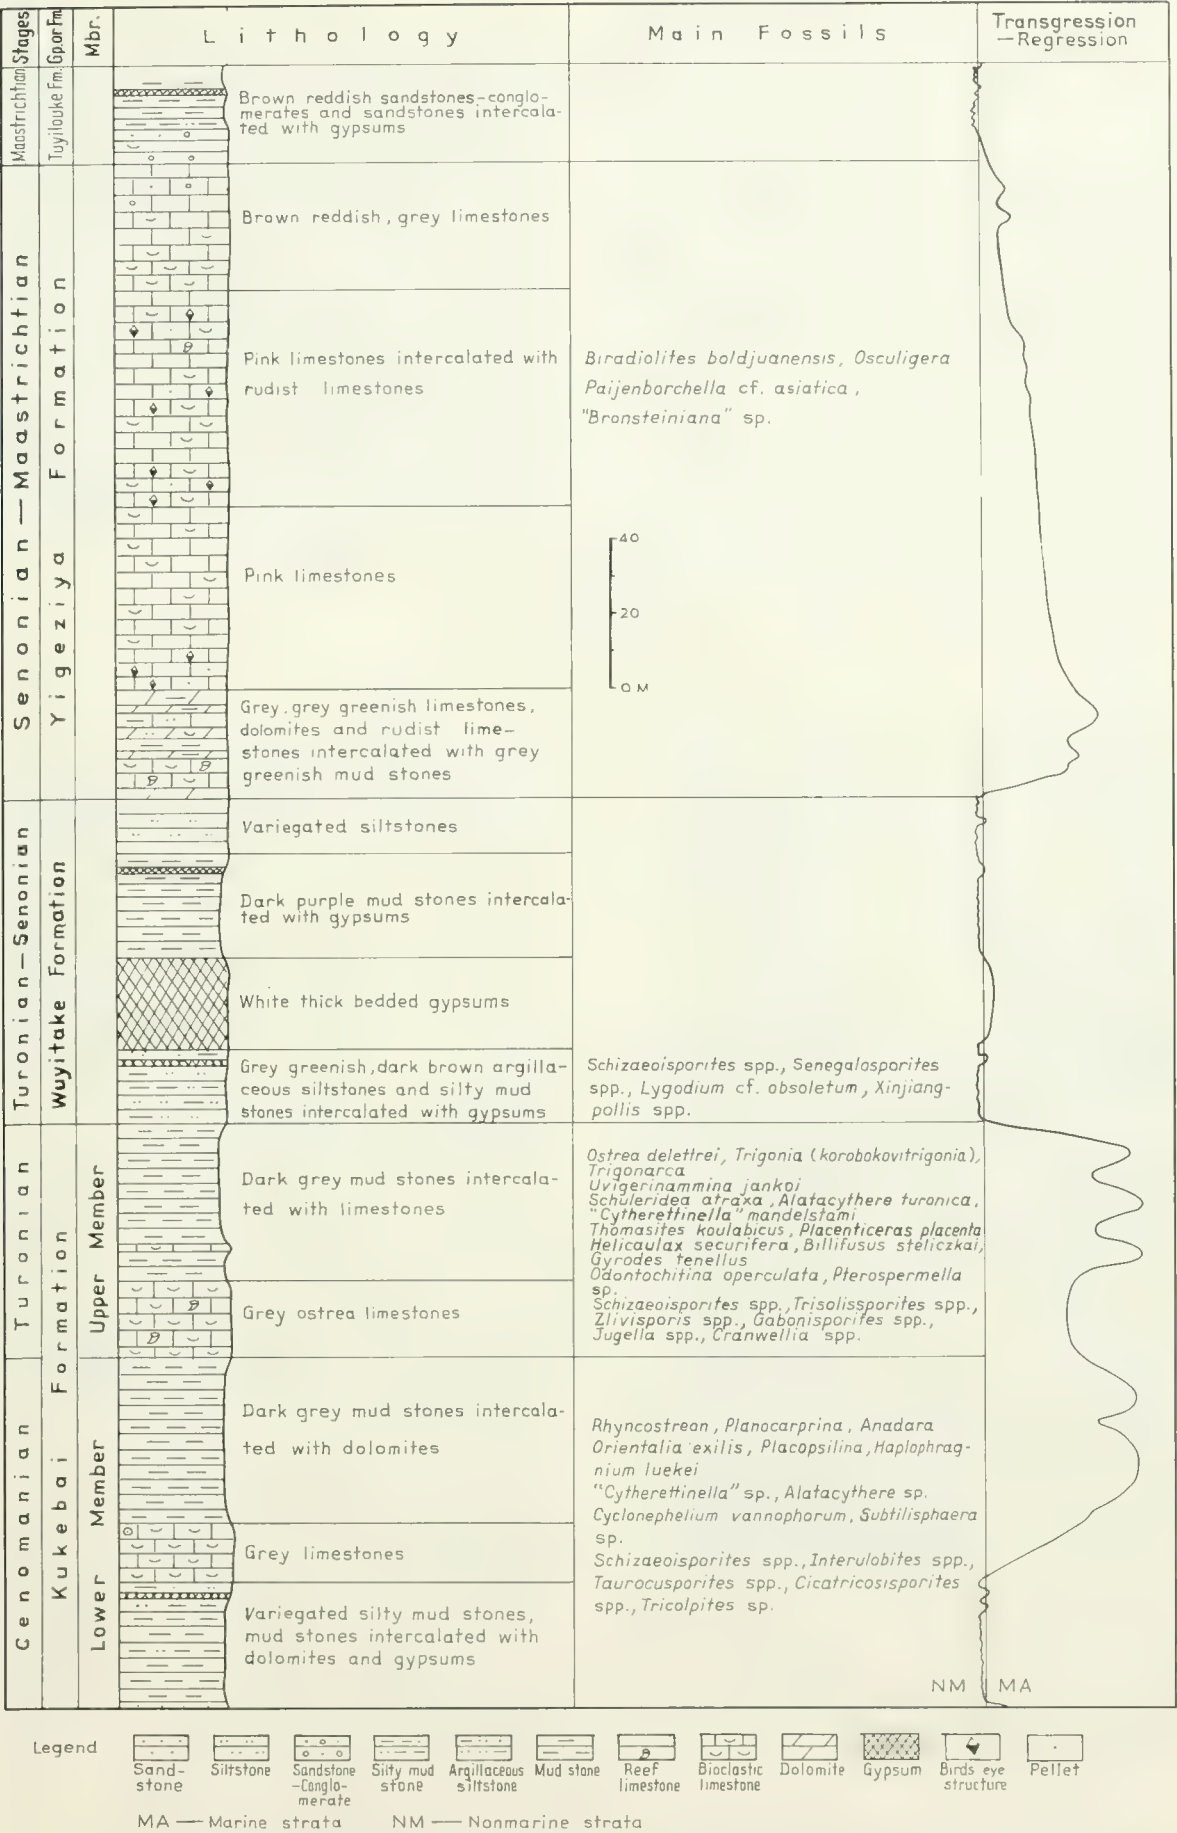 Stages
Gp. or Fm.
Mbr.
Lithology
Main Fossils
Transgression
—Regression
Maastrichtian
Tuyilouke Fm.
Brown reddish sandstones-conglo-
merates and sandstones intercala-
ted with gypsums
Senonian — Maastrichtian
Yigeziya Formation
Brown reddish, grey limestones
Pink limestones intercalated with
rudist limestones
Biradiolites boldjuanensis, Osculigera
Paijenborchella cf. asiatica,
"Bronsteiniana" sp.
Pink limestones
40
20
0 M
Grey. grey greenish limestones,
dolomites and rudist lime-
stones intercalated with grey
greenish mud stones
Turonian—Senonian
Wuyitake Formation
Variegated siltstones
Dark purple mud stones intercala-
ted with gypsums
White thick bedded gypsums
Grey greenish, dark brown argilla-
ceous siltstones and silty mud
stones intercalated with gypsums
Schizaeoisporites spp., Senegalosporites
spp., Lygodium cf. obsoletum, Xinjiang-
pollis spp.
Turonian
Kukebai Formation
Upper Member
Dark grey mud stones intercala-
ted with limestones
Grey ostrea limestones
Ostrea delettrei, Trigonia (korobokovitrigonia),
Trigonarca
Uvigerinammina jankoi
Schuleridea atraxa, Alatacythere turonica,
"Cytherettinella" mandelstami
Thomasites koulabicus, Placenticeras placenta
Helicaulax securifera, Billifusus steliczkai,
Gyrodes tenellus
Odontochitina operculata, Pterospermella
sp.
Schizaeoisporites spp., Trisolissporites spp.,
Zlivisporis spp., Gabonisporites spp.,
Jugella spp., Cranwellia spp.
Cenomanian
Lower Member
Dark grey mud stones intercala-
ted with dolomites
Grey limestones
Variegated silty mud stones,
mud stones intercalated with
dolomites and gypsums
Rhyncostreon, Planocarprina, Anadara
Orientalia exilis, Placopsilina, Haplophrag-
nium luekei
"Cytherettinella" sp., Alatacythere sp.
Cyclonephelium vannophorum, Subtilisphaera
sp.
Schizaeoisporites spp., Interulobites spp.,
Taurocusporites spp., Cicatricosisporites
spp., Tricolpites sp.
NM MA
Legend
Sand-
stone
Siltstone
Sandstone
-Conglo-
merate
Silty mud
stone
Argillaceous
siltstone
Mud stone
Reef
limestone
Bioclastic
limestone
Dolomite
Gypsum
Birds eye
structure
Pellet
MA — Marine strata NM — Nonmarine strata